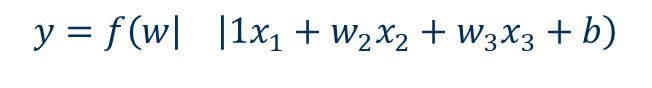 y = f(w|   |1x₁ + w₂x₂ + w₃x₃ + b)